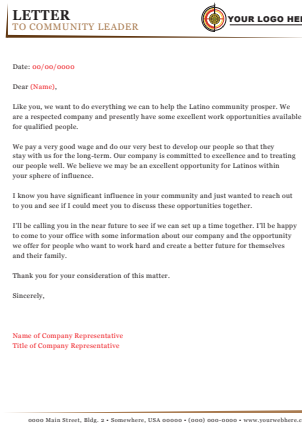 LETTER
TO COMMUNITY LEADER
YOUR LOGO HE
Date: 00/00/0000
Dear (Name),
Like you, we want to do everything we can to help the Latino community prosper. We
are a respected company and presently have some excellent work opportunities available
for qualified people.
We pay a very good wage and do our very best to develop our people so that they
stay with us for the long-term. Our company is committed to excellence and to treating
our people well. We believe we may be an excellent opportunity for Latinos within
your sphere of influence.
I know you have significant influence in your community and just wanted to reach out
to you and see if I could meet you to discuss these opportunities together.
I'll be calling you in the near future to see if we can set up a time together. I'll be happy
to come to your office with some information about our company and the opportunity
we offer for people who want to work hard and create a better future for themselves
and their family.
Thank you for your consideration of this matter.
Sincerely,
Name of Company Representative
Title of Company Representative
0000 Main Street, Bldg. 2 • Somewhere, USA 00000 • (000) 000-0000 • www.yourwebhere.c